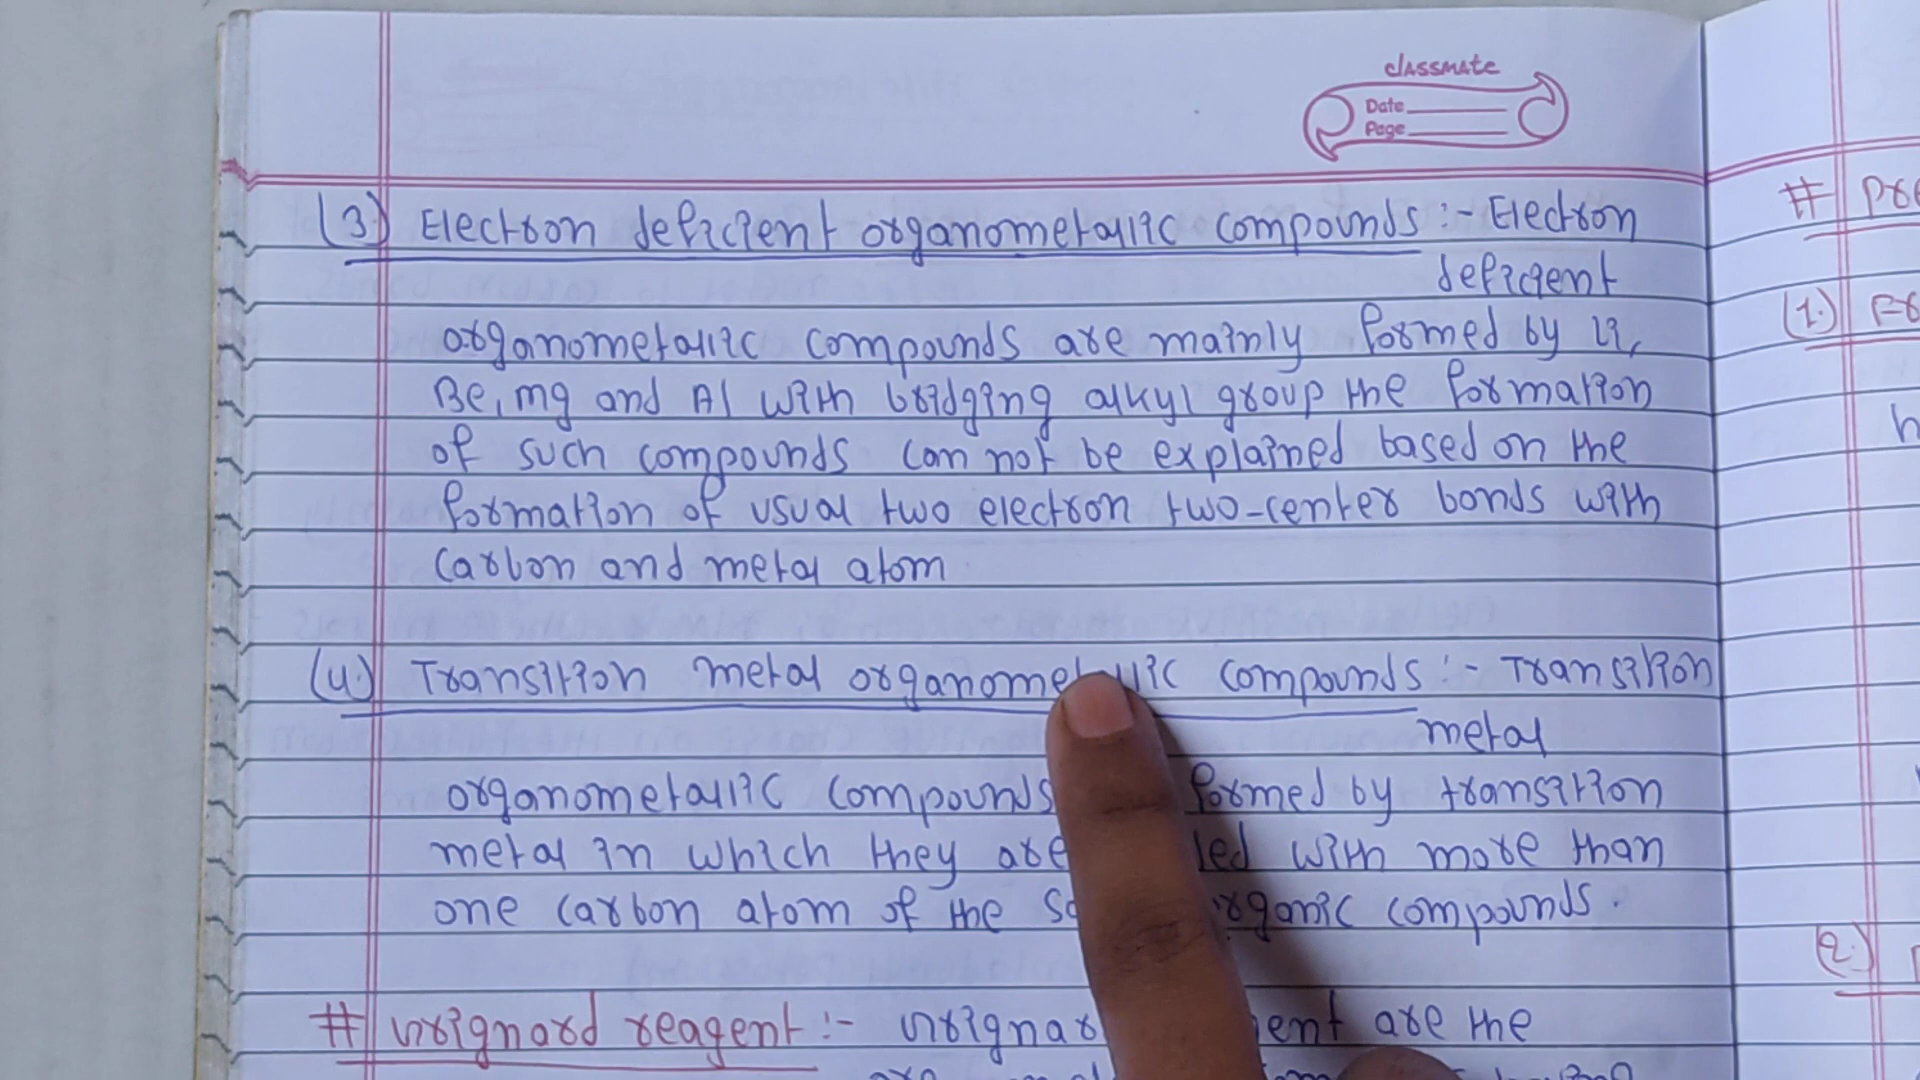 classmate
Date
Page
(3.) Electron deficient organometallic compounds :- Electron
deficient
organometallic compounds are mainly formed by Li,
Be, mg and Al with bridging alkyl group the formation
of such compounds can not be explained based on the
formation of usual two electron two-center bonds with
carbon and metal atom
(4.) Transition metal organometallic compounds :- Transition
metal
organometallic compounds formed by transition
metal in which they are with more than
one carbon atom of the organic compounds.
# Grignard reagent :- are the
#
(1.)
(2.)